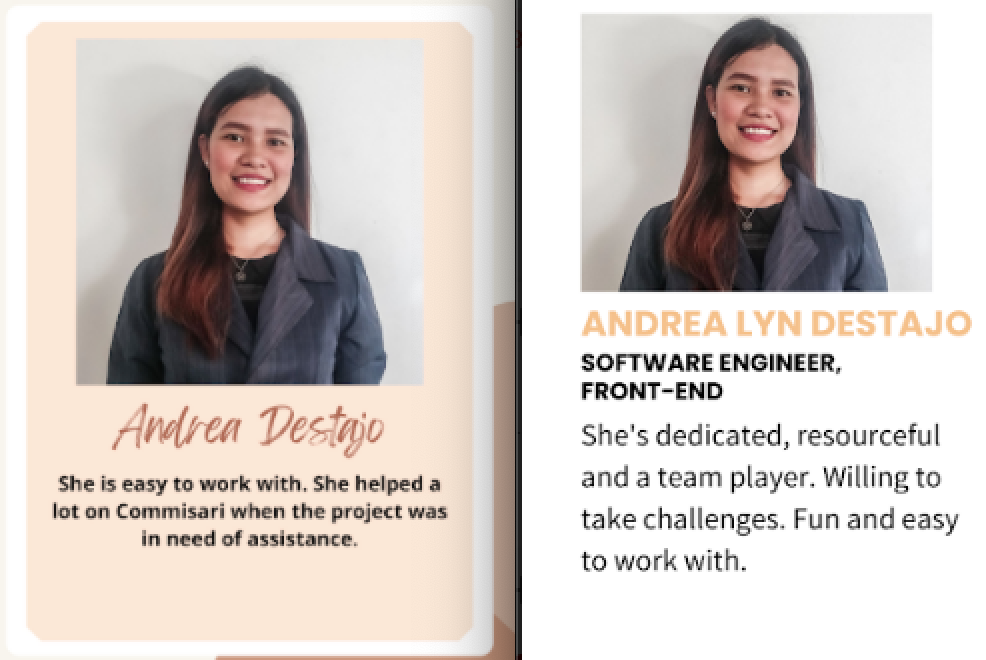 Andrea Destajo
She is easy to work with. She helped a
lot on Commisari when the project was
in need of assistance.
ANDREA LYN DESTAJO
SOFTWARE ENGINEER,
FRONT-END
She's dedicated, resourceful
and a team player. Willing to
take challenges. Fun and easy
to work with.